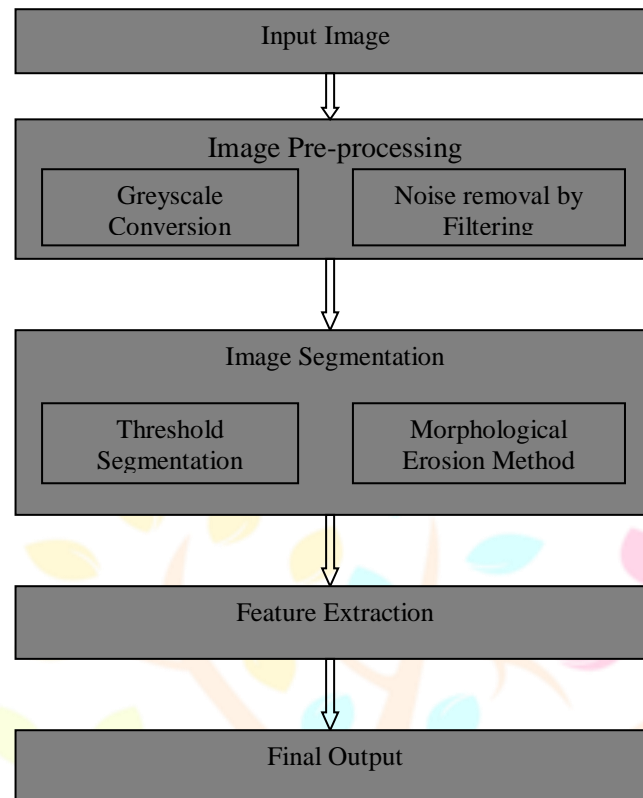 Input Image
Image Pre-processing
Greyscale
Conversion
Noise removal by
Filtering
Image Segmentation
Threshold
Segmentation
Morphological
Erosion Method
Feature Extraction
Final Output